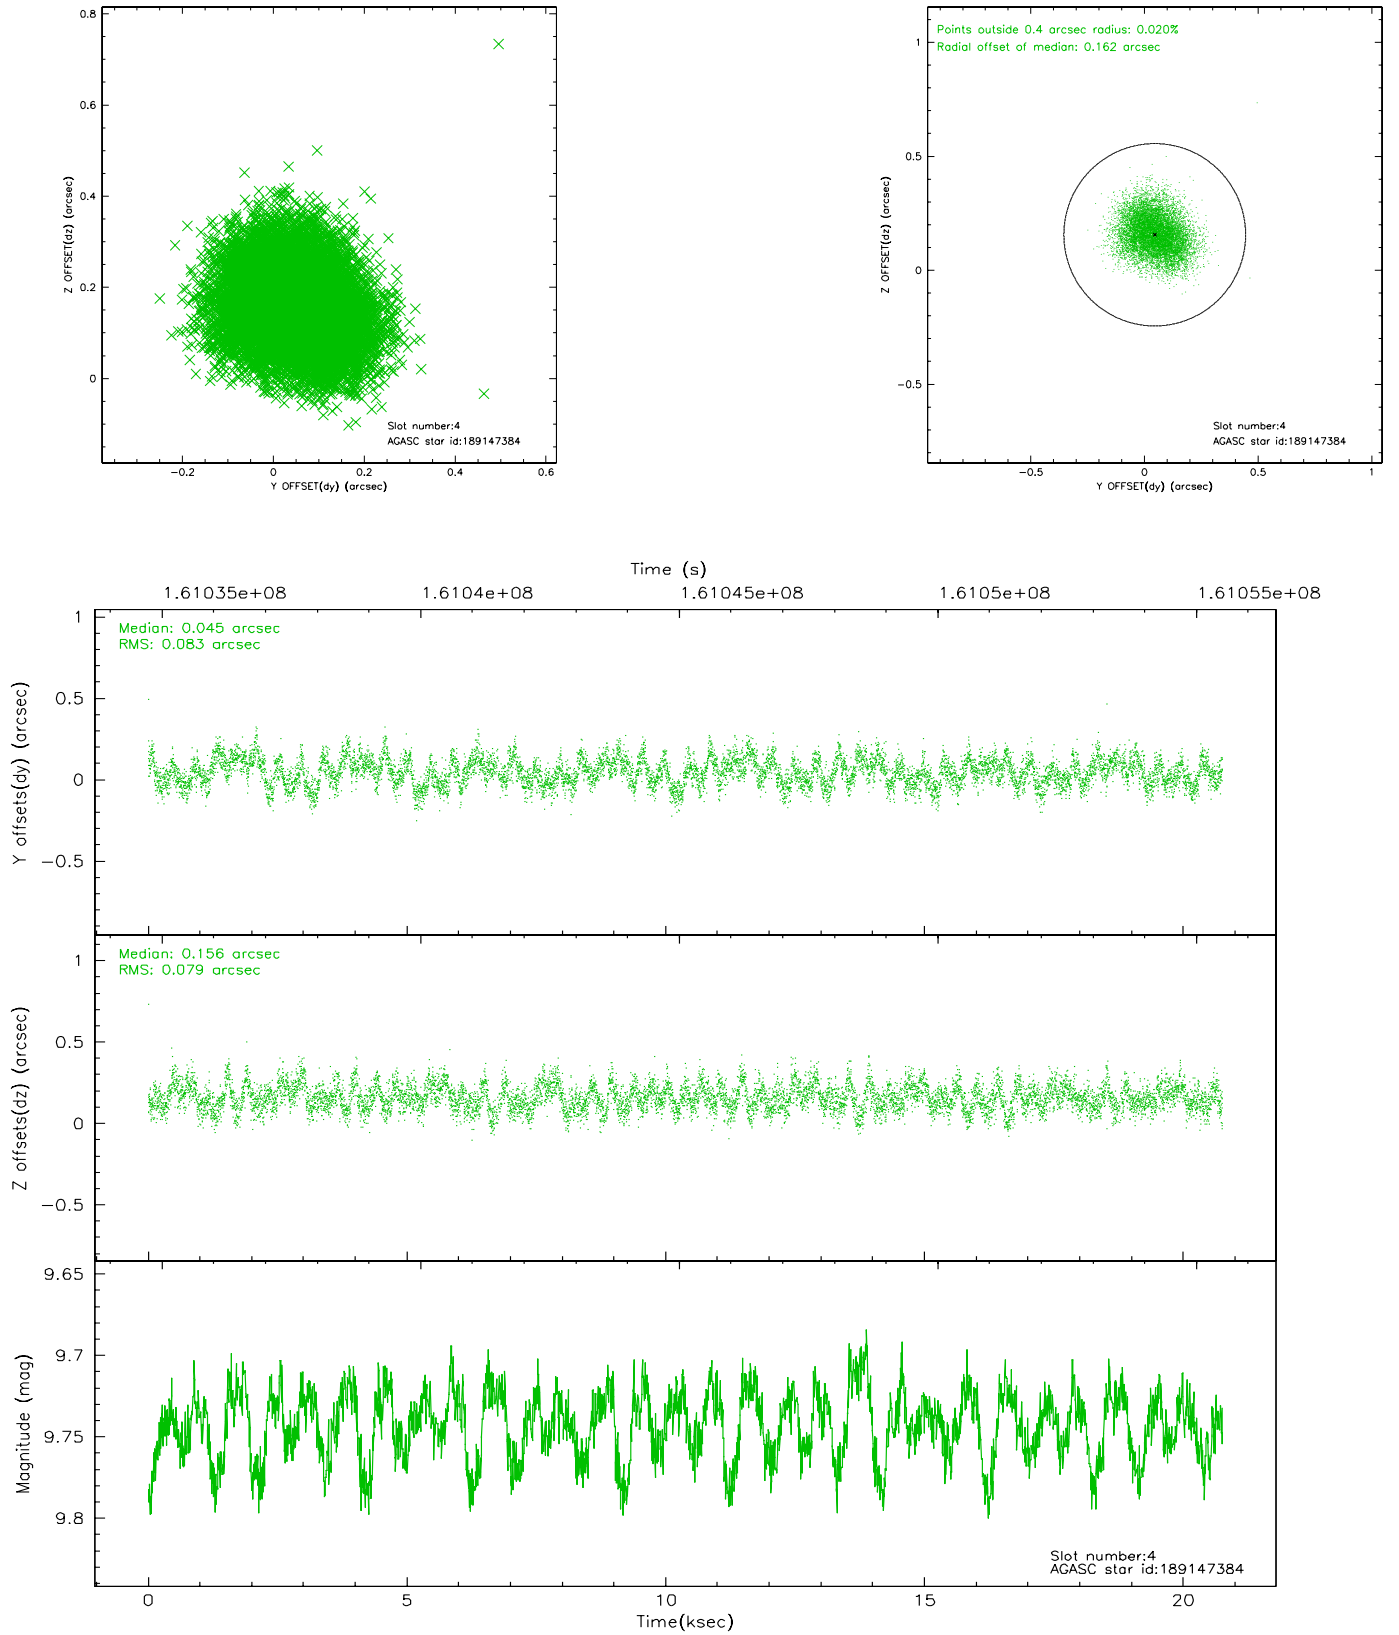 0.8
0.6
0.4
0.2
0
Z OFFSET(dz) (arcsec)
−0.2 0 0.2 0.4 0.6
Y OFFSET(dy) (arcsec)
Slot number:4
AGASC star id:189147384
Points outside 0.4 arcsec radius: 0.020%
Radial offset of median: 0.162 arcsec
1
0.5
0
−0.5
Z OFFSET(dz) (arcsec)
−0.5 0 0.5 1
Y OFFSET(dy) (arcsec)
Slot number:4
AGASC star id:189147384
Time (s)
1.61035e+08 1.6104e+08 1.61045e+08 1.6105e+08 1.61055e+08
Median: 0.045 arcsec
RMS: 0.083 arcsec
1
0.5
0
−0.5
Y offsets(dy) (arcsec)
Median: 0.156 arcsec
RMS: 0.079 arcsec
1
0.5
0
−0.5
Z offsets(dz) (arcsec)
9.65
9.7
9.75
9.8
Magnitude (mag)
Slot number:4
AGASC star id:189147384
0 5 10 15 20
Time(ksec)